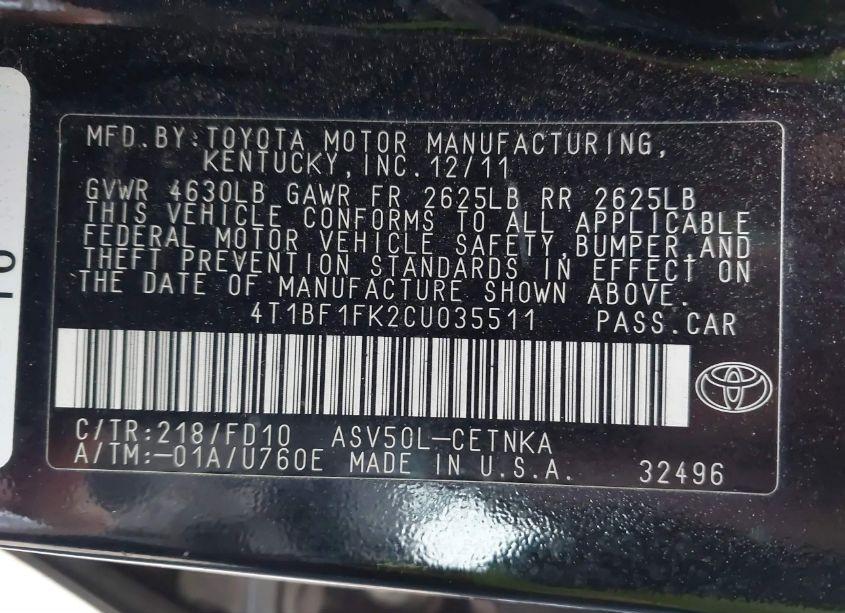 MFD.BY:TOYOTA MOTOR MANUFACTURING,
KENTUCKY,INC.12/11
GVWR 4630LB GAWR FR 2625LB RR 2625LB
THIS VEHICLE CONFORMS TO ALL APPLICABLE
FEDERAL MOTOR VEHICLE SAFETY,BUMPER,AND
THEFT PREVENTION STANDARDS IN EFFECT ON
THE DATE OF MANUFACTURE SHOWN ABOVE.
4T1BF1FK2CU035511 PASS.CAR
C/TR:218/FD10 ASV50L-CETNKA
A/TM:-01A/U760E MADE IN U.S.A. 32496